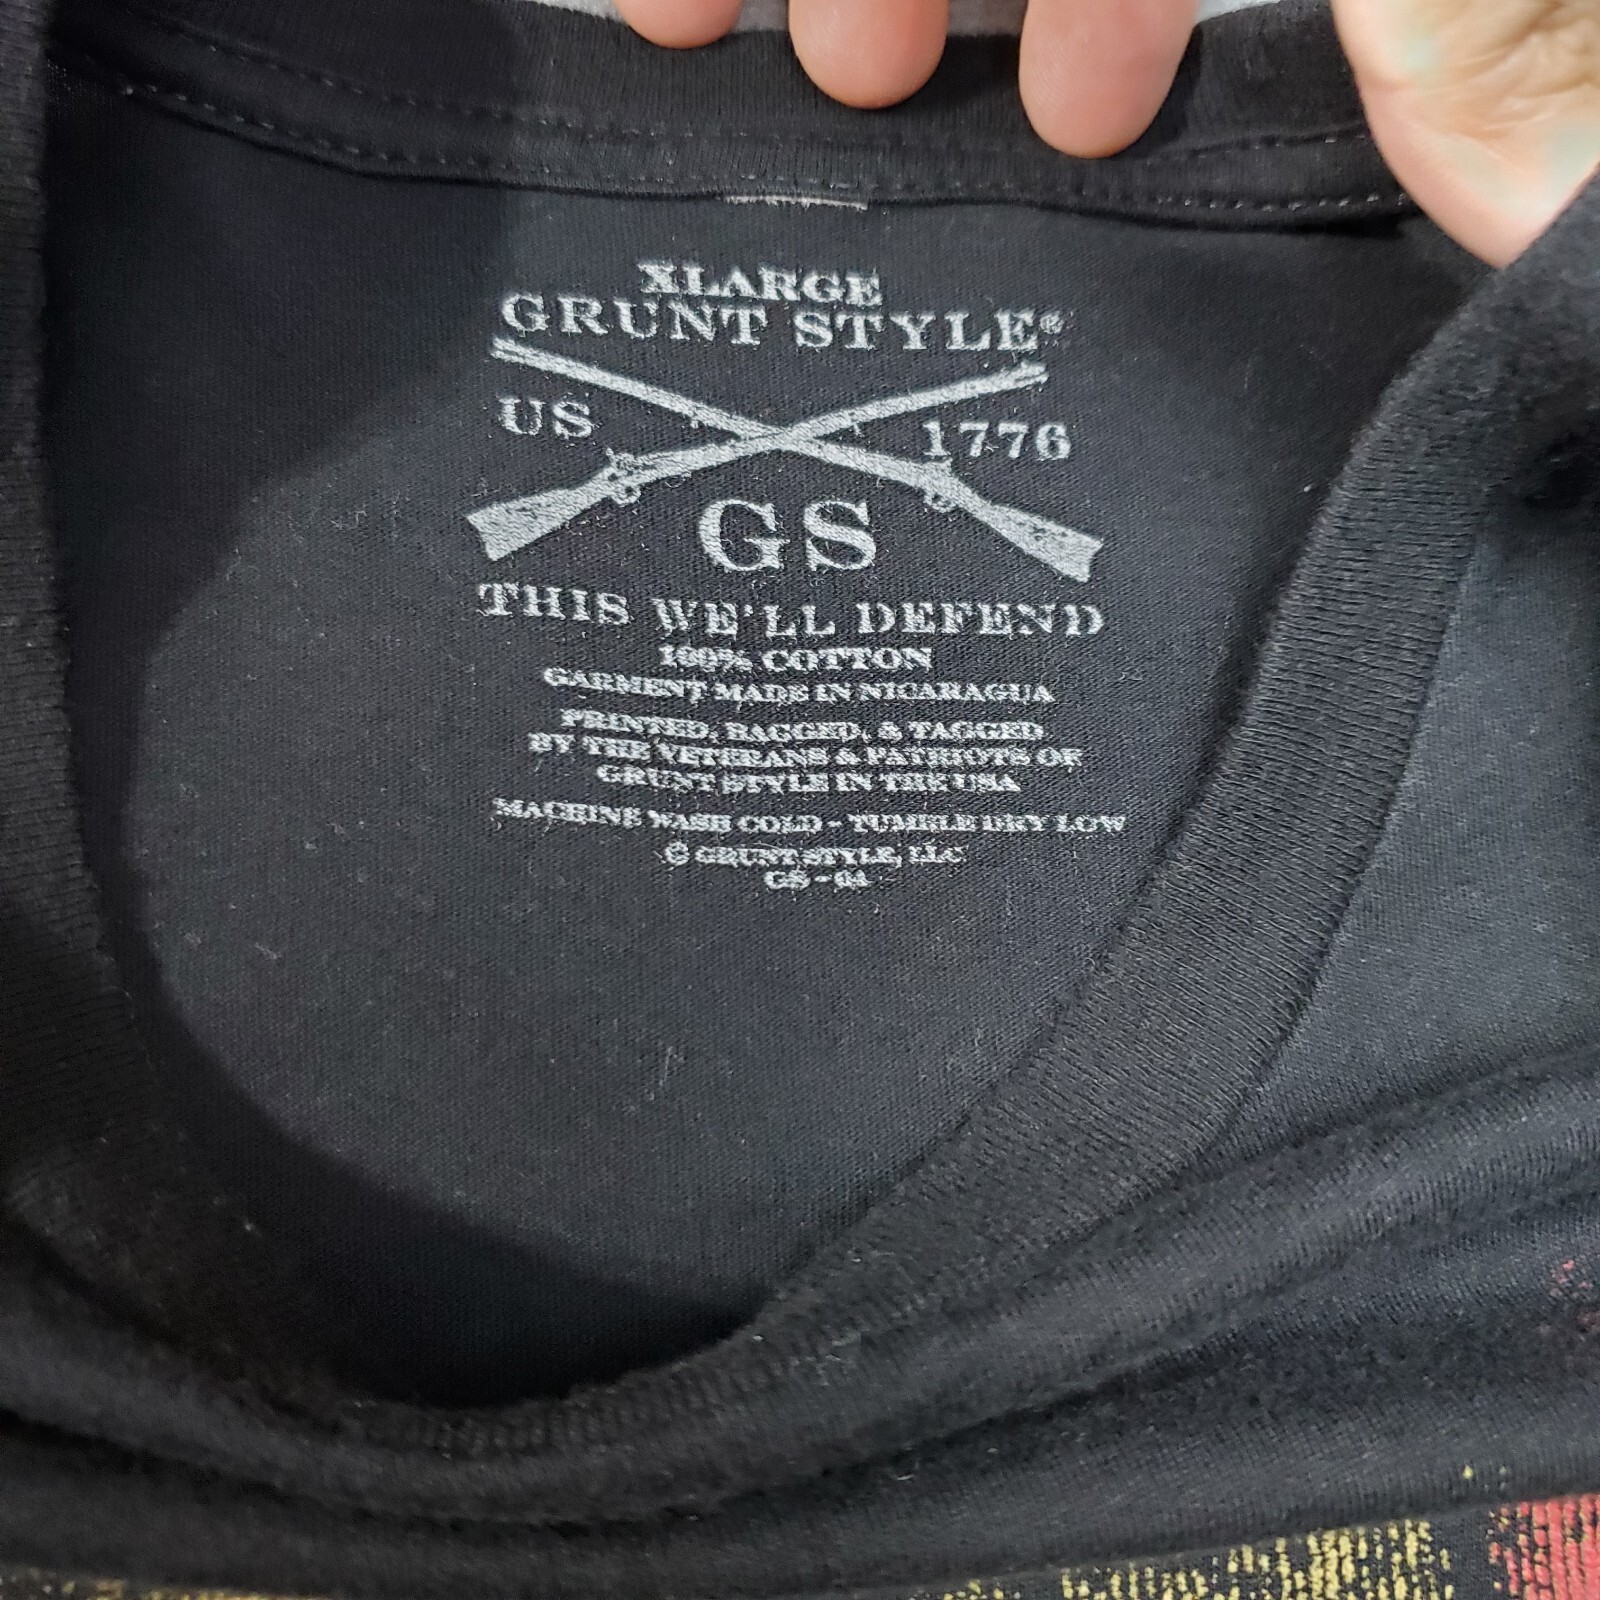 XLARGE
GRUNT STYLE®
US 1776
GS
THIS WE'LL DEFEND
100% COTTON
GARMENT MADE IN NICARAGUA
PRINTED, BAGGED, & TAGGED
BY THE VETERANS & PATRIOTS OF
GRUNT STYLE IN THE USA
MACHINE WASH COLD - TUMBLE DRY LOW
© GRUNT STYLE, LLC
GS - 04